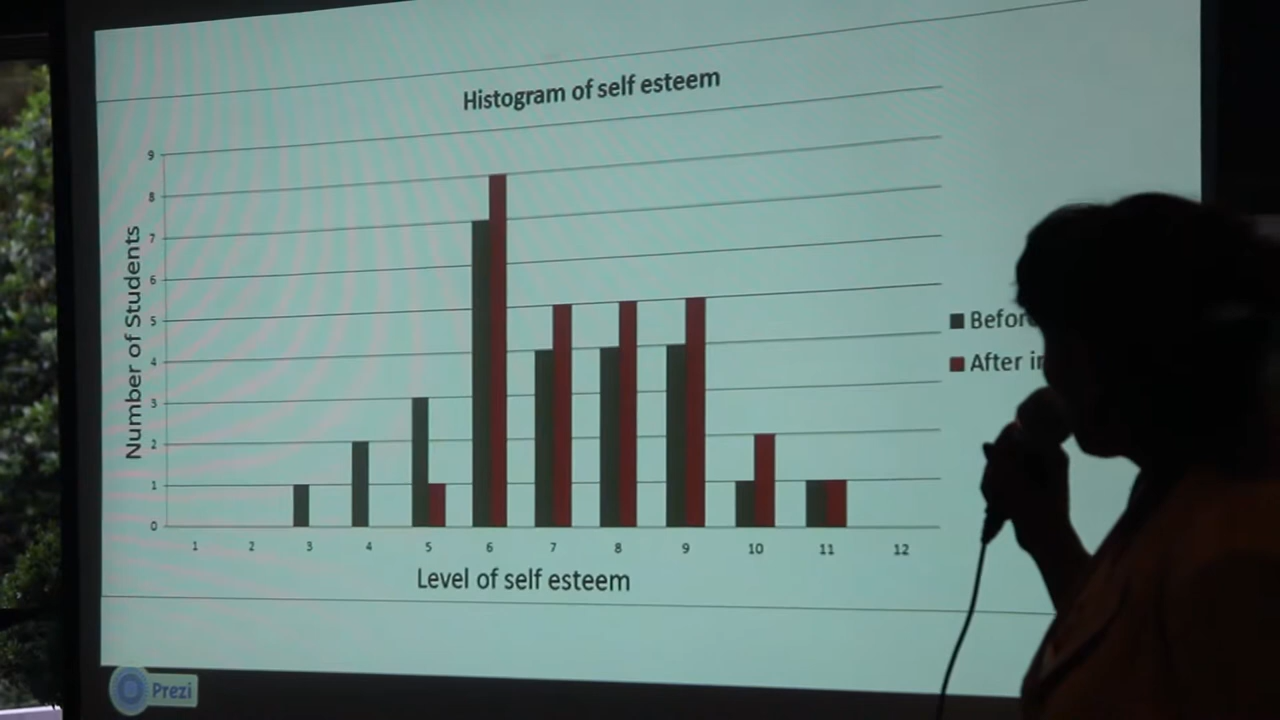 Histogram of self esteem
9
8
7
6
5
4
3
2
1
0
Number of Students
1 2 3 4 5 6 7 8 9 10 11 12
Level of self esteem
After
Prezi